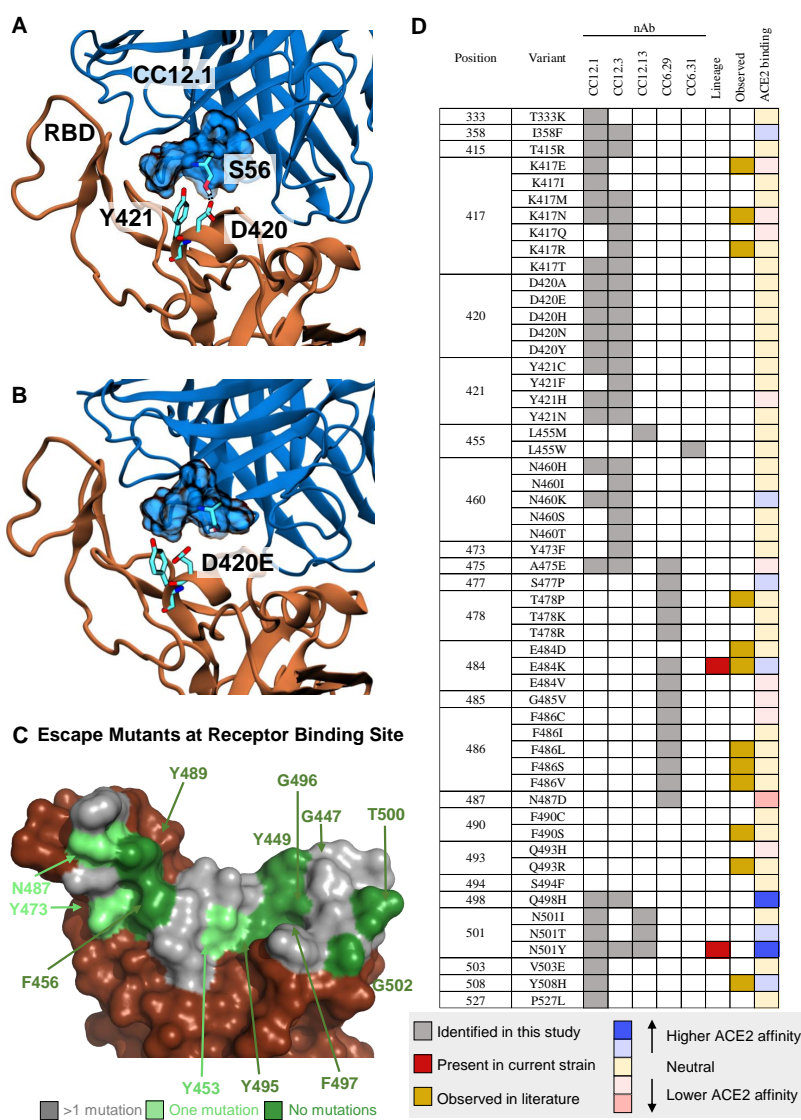 A
CC12.1
RBD
S56
Y421
D420
B
D420E
C Escape Mutants at Receptor Binding Site
Y489
G496
G447
T500
Y449
N487
Y473
F456
G502
F497
Y453
Y495
>1 mutation
One mutation
No mutations
D
nAb
Position Variant CC12.1 CC12.3 CC12.13 CC6.29 CC6.31 Lineage Observed ACE2 binding
333 T333K
358 I358F
415 T415R
417 K417E
K417I
K417M
K417N
K417Q
K417R
K417T
420 D420A
D420E
D420H
D420N
D420Y
421 Y421C
Y421F
Y421H
Y421N
455 L455M
L455W
460 N460H
N460I
N460K
N460S
N460T
473 Y473F
475 A475E
477 S477P
478 T478P
T478K
T478R
484 E484D
E484K
E484V
485 G485V
486 F486C
F486I
F486L
F486S
F486V
487 N487D
490 F490C
F490S
493 Q493H
Q493R
494 S494F
498 Q498H
501 N501I
N501T
N501Y
503 V503E
508 Y508H
527 P527L
Identified in this study
Present in current strain
Observed in literature
Higher ACE2 affinity
Neutral
Lower ACE2 affinity